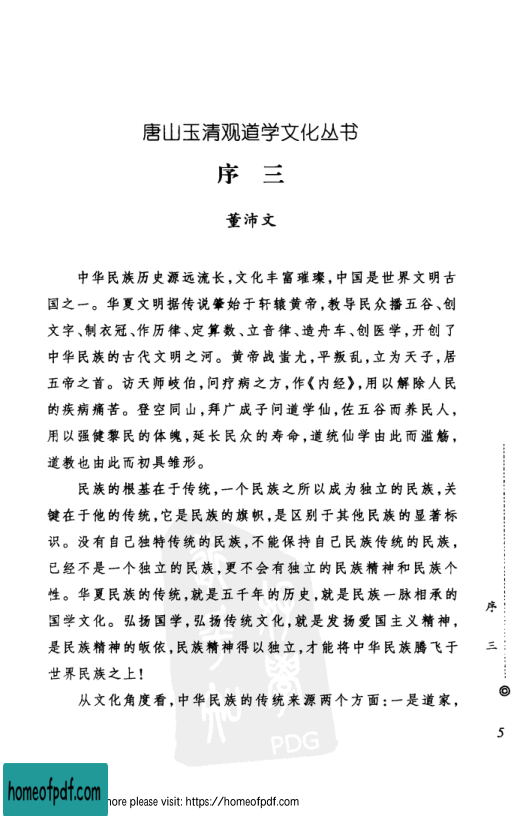 唐山玉清观道学文化丛书
序 三
董沛文
中华民族历史源远流长,文化丰富璀璨,中国是世界文明古
国之一。华夏文明据传说肇始于轩辕黄帝,教导民众播五谷、创
文字、制衣冠、作历律、定算数、立音律、造舟车、创医学,开创了
中华民族的古代文明之河。黄帝战蚩尤,平叛乱,立为天子,居
五帝之首。访天师岐伯,问疗病之方,作《内经》,用以解除人民
的疾病痛苦。登空同山,拜广成子问道学仙,佐五谷而养民人,
用以强健黎民的体魄,延长民众的寿命,道统仙学由此而滥觞,
道教也由此而初具雏形。
民族的根基在于传统,一个民族之所以成为独立的民族,关
键在于他的传统,它是民族的旗帜,是区别于其他民族的显著标
识。没有自己独特传统的民族,不能保持自己民族传统的民族,
已经不是一个独立的民族,更不会有独立的民族精神和民族个
性。华夏民族的传统,就是五千年的历史,就是民族一脉相承的
国学文化。弘扬国学,弘扬传统文化,就是发扬爱国主义精神,
是民族精神的皈依,民族精神得以独立,才能将中华民族腾飞于
世界民族之上!
从文化角度看,中华民族的传统来源两个方面:一是道家,
序
三
5
PDG
homeofpdf.com
more please visit: https://homeofpdf.com